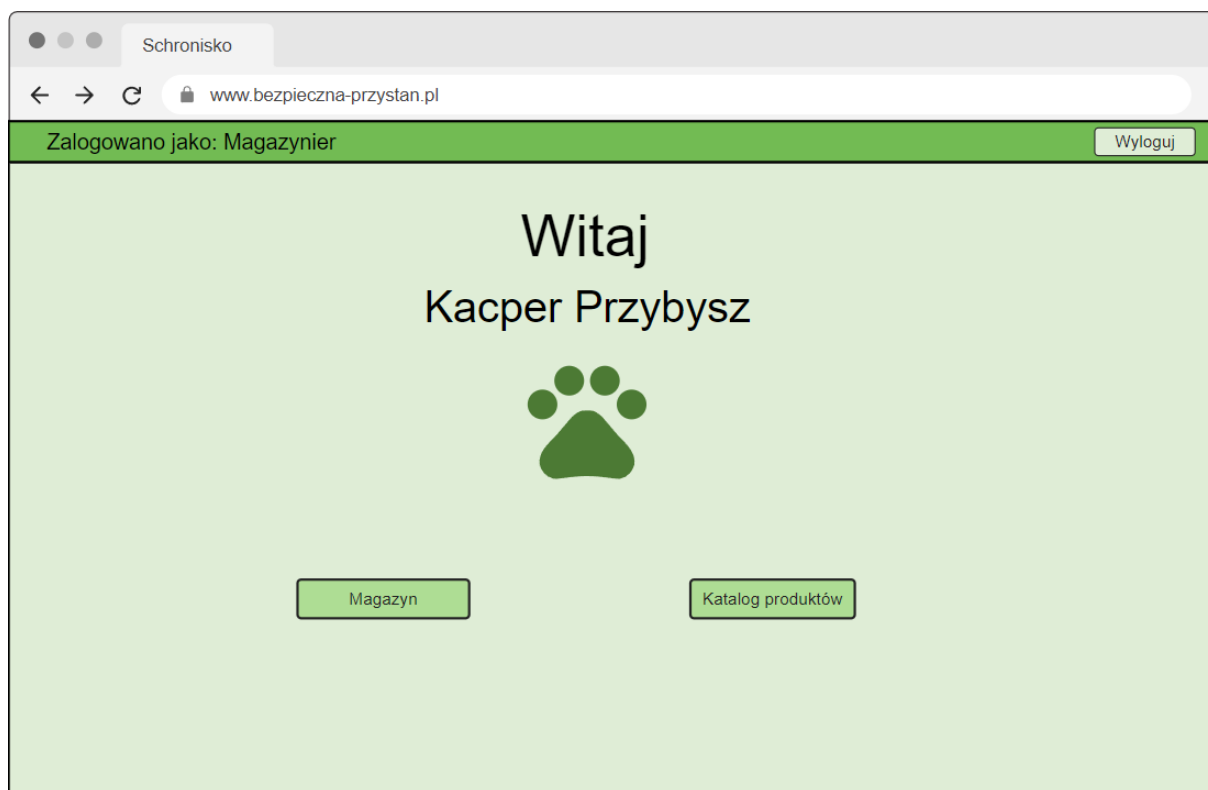 Schronisko
www.bezpieczna-przystan.pl
Zalogowano jako: Magazynier
Wyloguj
Witaj
Kacper Przybysz
Magazyn
Katalog produktów